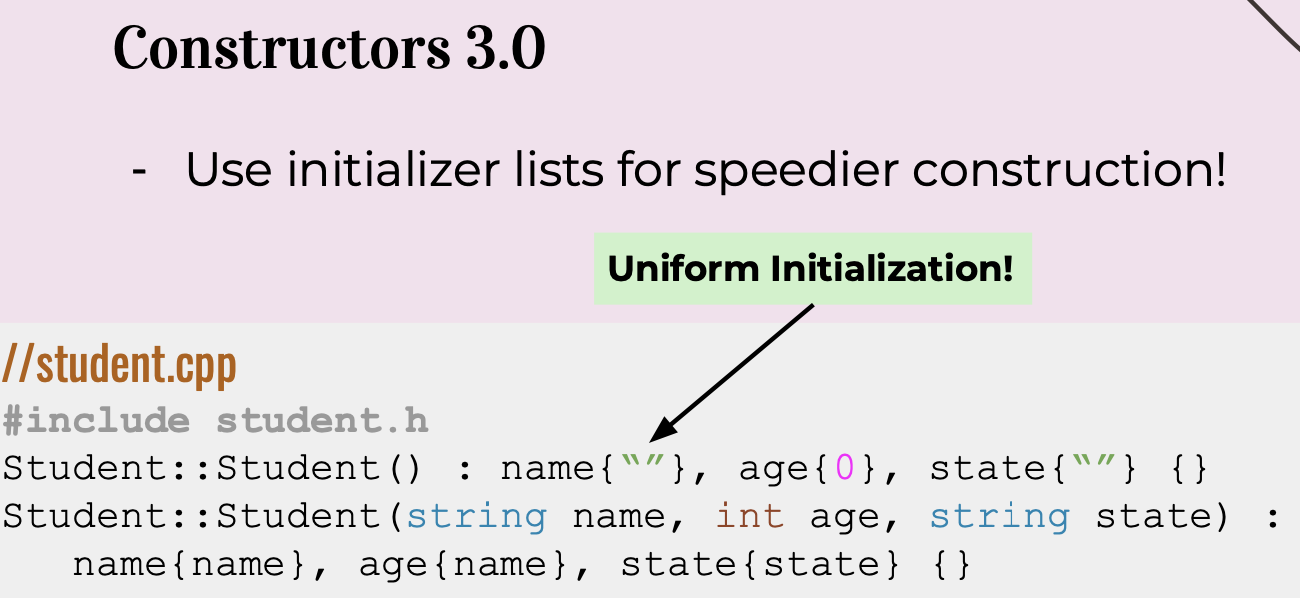 Constructors 3.0
- Use initializer lists for speedier construction!
Uniform Initialization!
//student.cpp
#include student.h
Student::Student() : name{“”}, age{0}, state{“”} {}
Student::Student(string name, int age, string state) :
name{name}, age{name}, state{state} {}